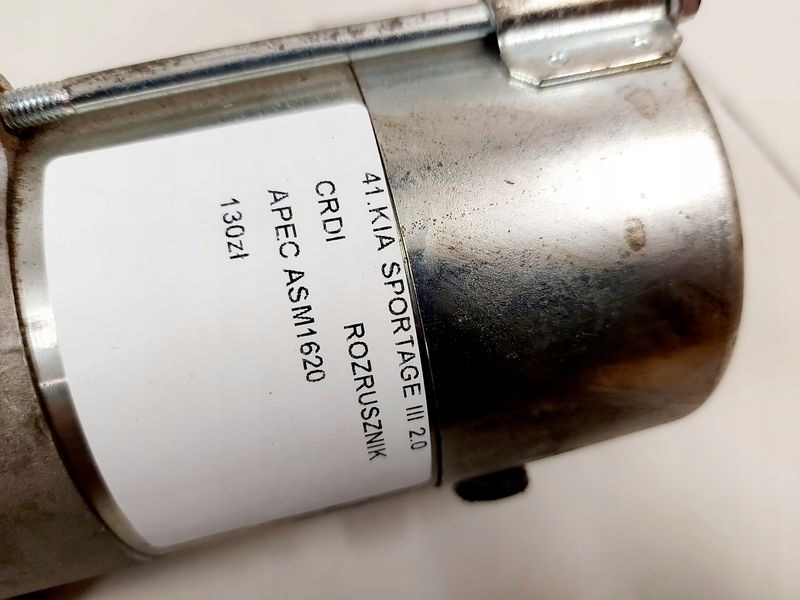 41.KIA SPORTAGE III 2.0
CRDI ROZRUSZNIK
APEC ASM1620
130zł